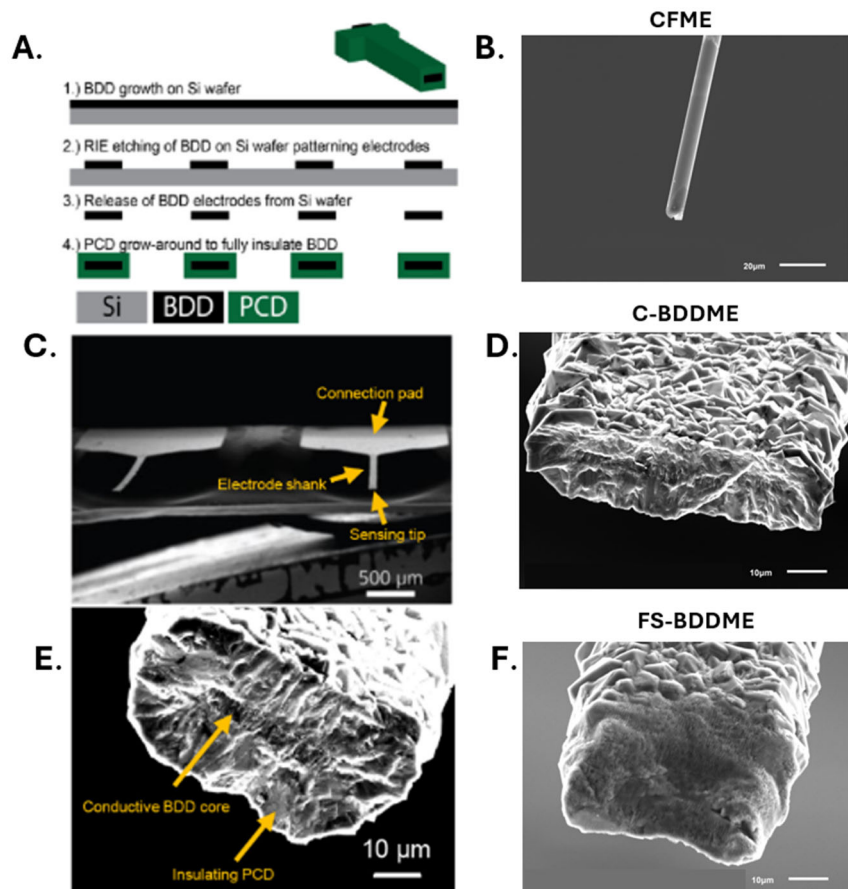 A.
1.) BDD growth on Si wafer
2.) RIE etching of BDD on Si wafer patterning electrodes
3.) Release of BDD electrodes from Si wafer
4.) PCD grow-around to fully insulate BDD
Si BDD PCD
CFME
B.
20µm
C.
Connection pad
Electrode shank
Sensing tip
500 µm
C-BDDME
D.
10µm
E.
Conductive BDD core
Insulating PCD
10 µm
FS-BDDME
F.
10µm